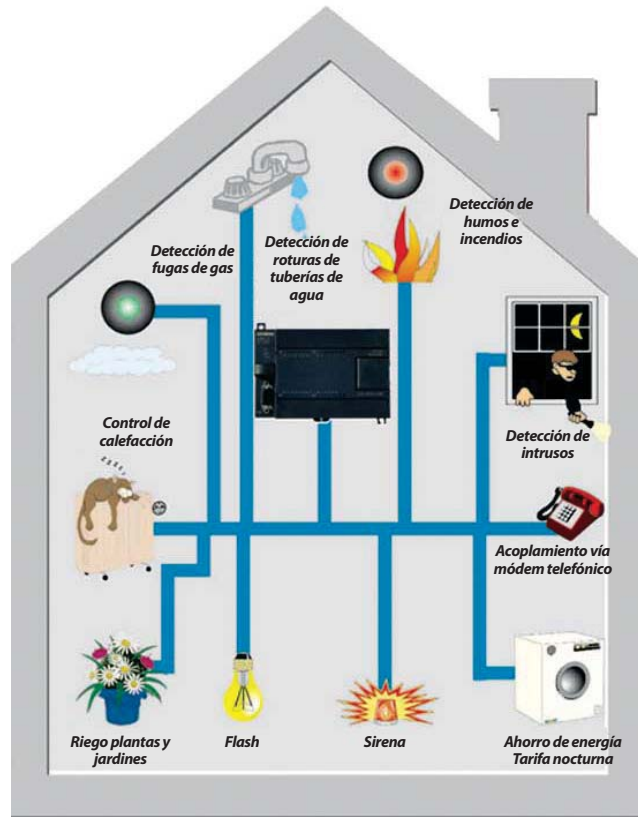 Detección de
fugas de gas
Detección de
roturas de
tuberías de
agua
Detección de
humos e
incendios
Control de
calefacción
zzzzz
Detección de
intrusos
Acoplamiento vía
módem telefónico
Riego plantas y
jardines
Flash
Sirena
Ahorro de energía
Tarifa nocturna